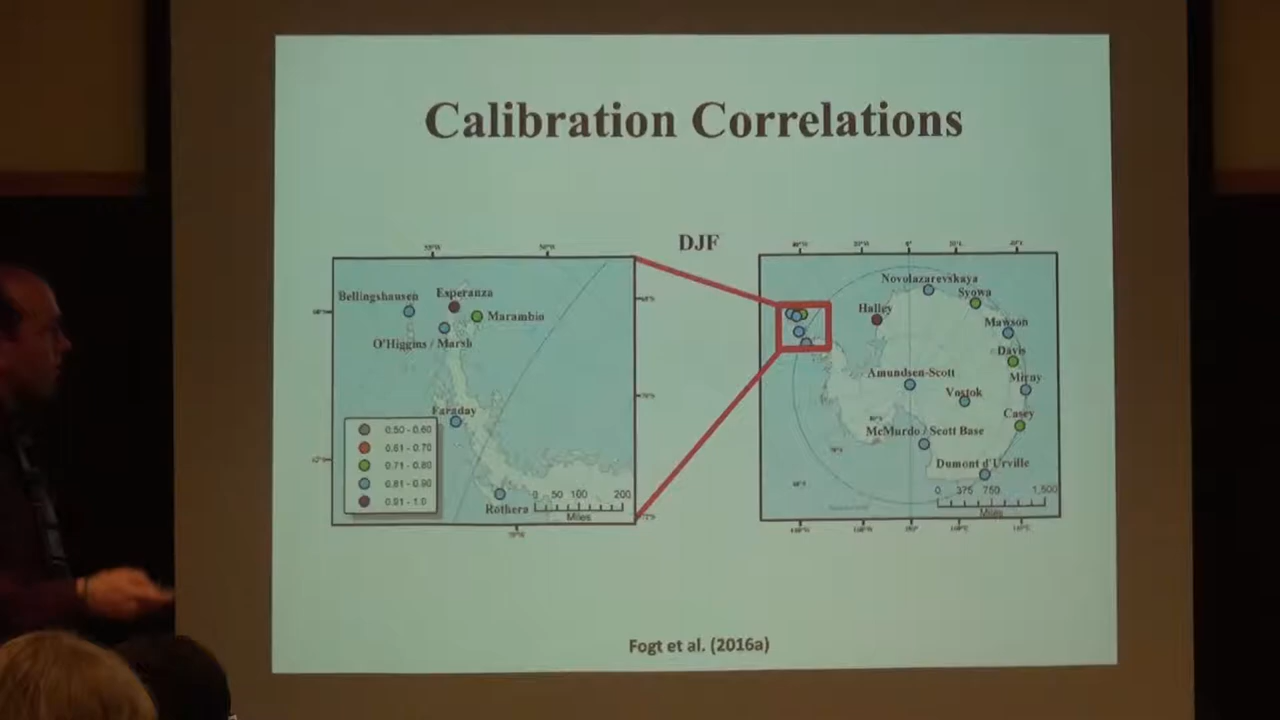 Calibration Correlations
DJF
Bellingshausen
Esperanza
Marambio
O'Higgins / Marsh
Faraday
0.50 - 0.60
0.61 - 0.70
0.71 - 0.80
0.81 - 0.90
0.91 - 1.0
Rothera
0 50 100 200
Miles
Novolazarevskaya
Syowa
Halley
Mawson
Davis
Amundsen-Scott
Mirny
Vostok
Casey
McMurdo / Scott Base
Dumont d'Urville
0 375 750 1,500
Miles
Fogt et al. (2016a)